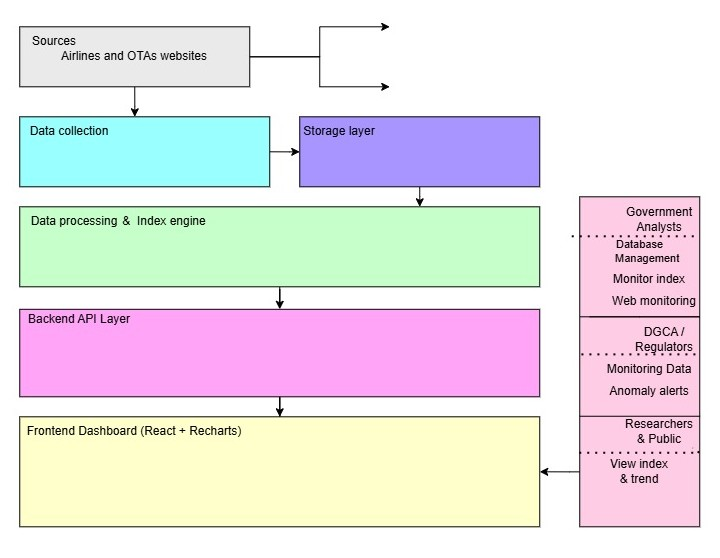 Sources
Airlines and OTAs websites
Data collection
Storage layer
Data processing & Index engine
Backend API Layer
Frontend Dashboard (React + Recharts)
Government
Analysts
Database
Management
Monitor index
Web monitoring
DGCA /
Regulators
Monitoring Data
Anomaly alerts
Researchers
& Public
View index
& trend